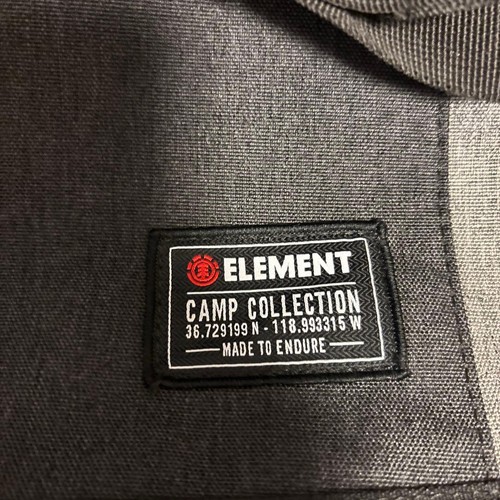 ELEMENT
CAMP COLLECTION
36.729199 N - 118.993315 W
MADE TO ENDURE